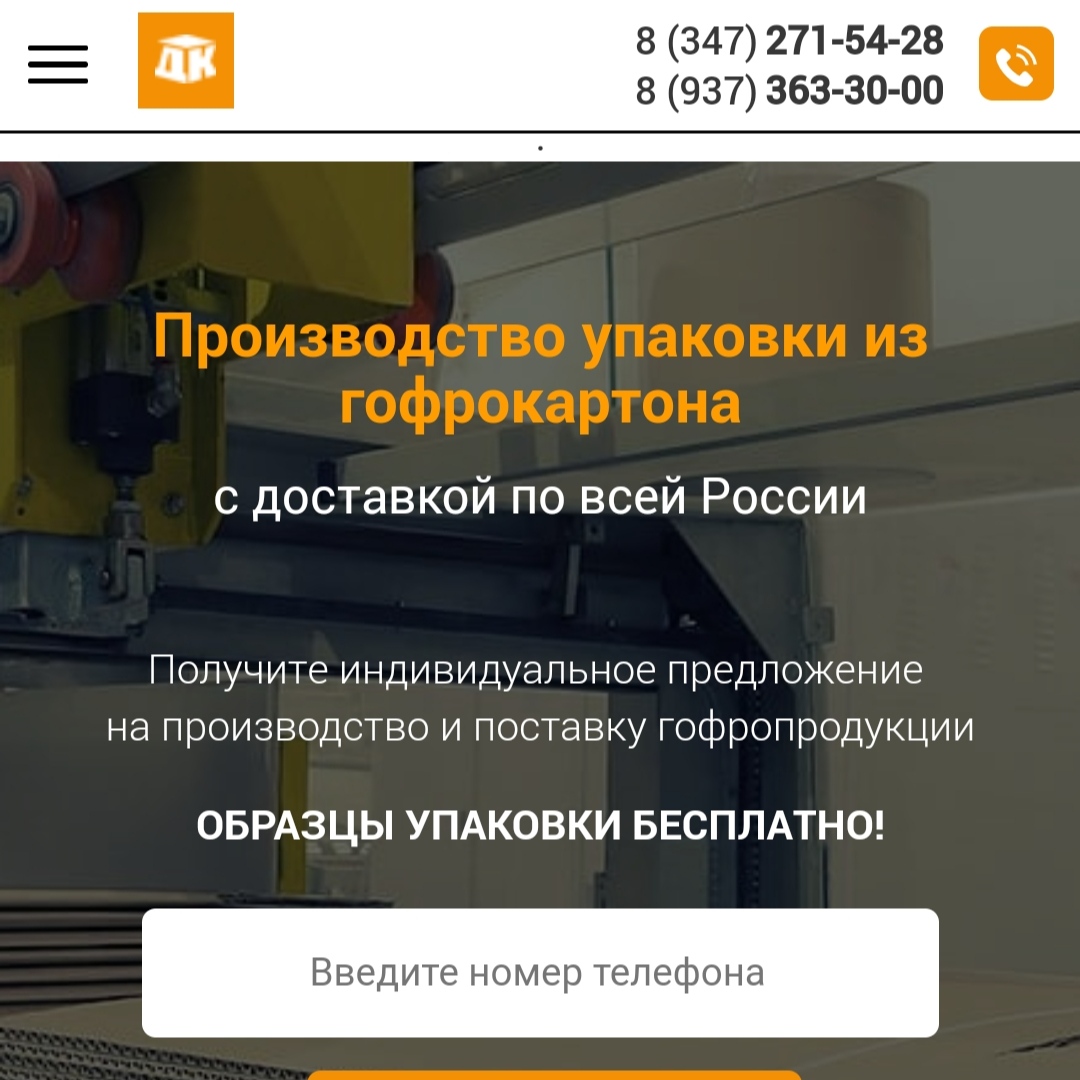 ДК
8 (347) 271-54-28
8 (937) 363-30-00
.
Производство упаковки из
гофрокартона
с доставкой по всей России
Получите индивидуальное предложение
на производство и поставку гофропродукции
ОБРАЗЦЫ УПАКОВКИ БЕСПЛАТНО!
Введите номер телефона